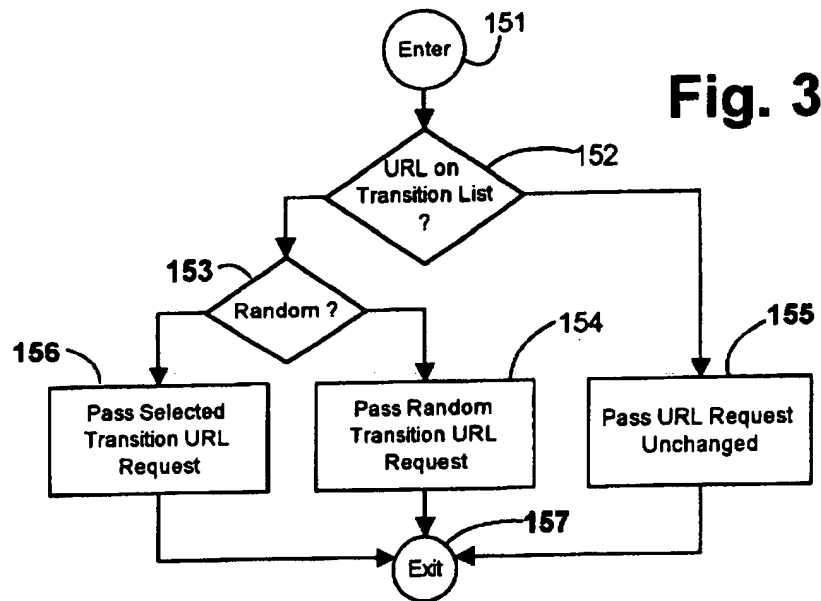 Enter
151
Fig. 3
URL on
Transition List
?
152
153
Random ?
156
154
155
Pass Selected
Transition URL
Request
Pass Random
Transition URL
Request
Pass URL Request
Unchanged
157
Exit